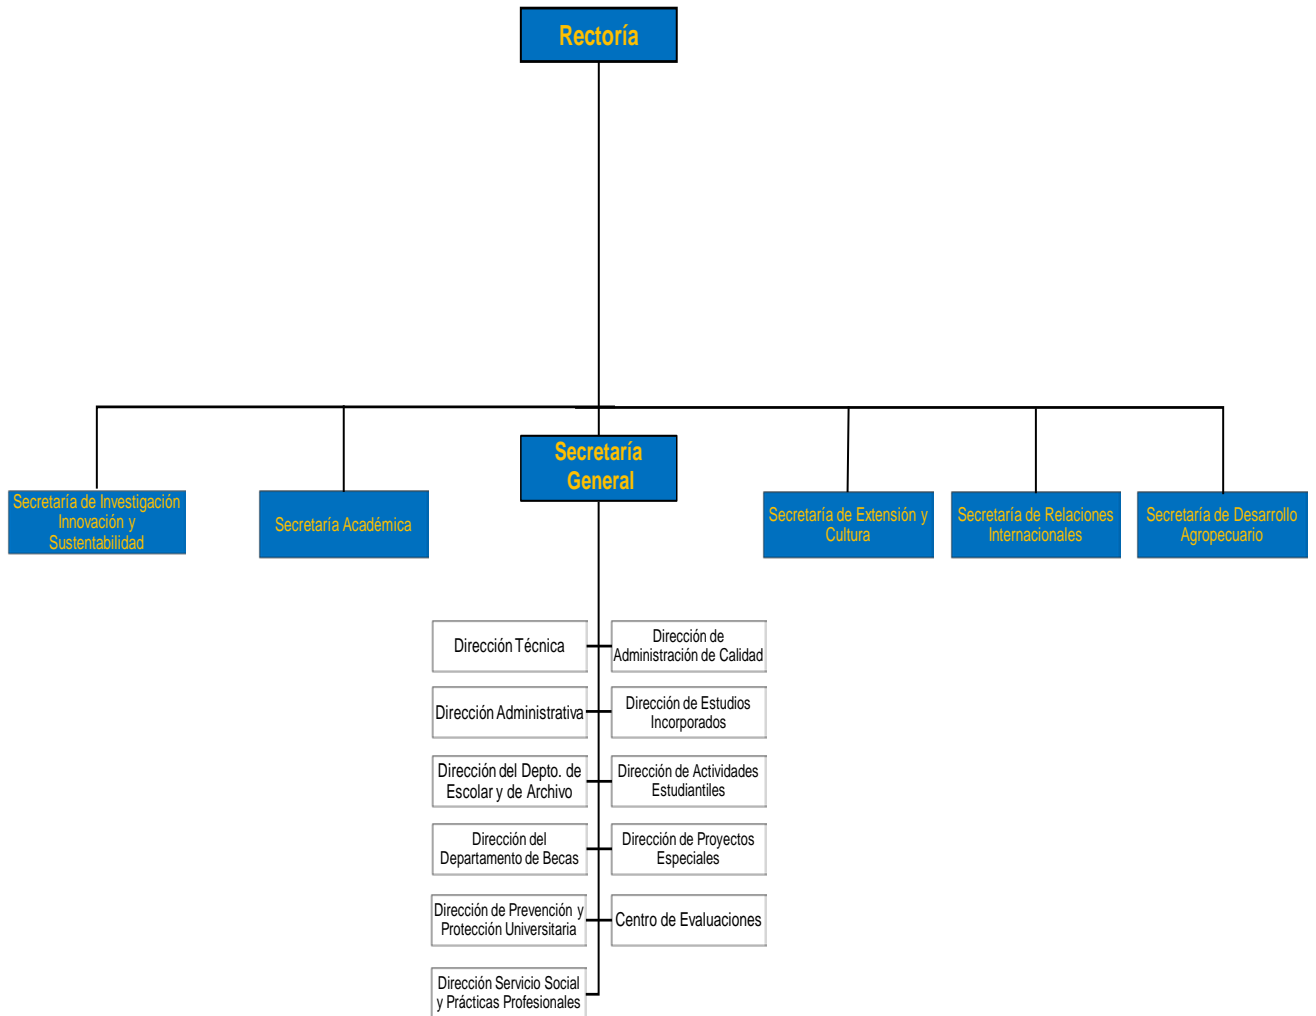 Rectoría
Secretaría
General
Secretaría de Investigación
Innovación y
Sustentabilidad
Secretaría Académica
Secretaría de Extensión y
Cultura
Secretaría de Relaciones
Internacionales
Secretaría de Desarrollo
Agropecuario
Dirección Técnica
Dirección de
Administración de Calidad
Dirección Administrativa
Dirección de Estudios
Incorporados
Dirección del Depto. de
Escolar y de Archivo
Dirección de Actividades
Estudiantiles
Dirección del
Departamento de Becas
Dirección de Proyectos
Especiales
Dirección de Prevención y
Protección Universitaria
Centro de Evaluaciones
Dirección Servicio Social
y Prácticas Profesionales